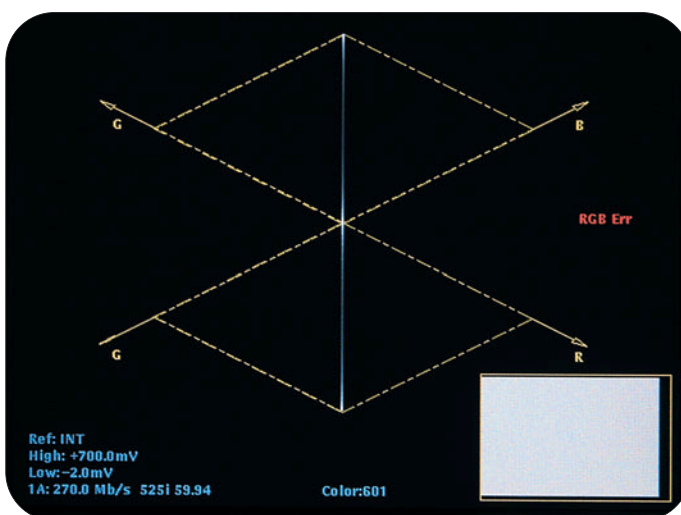 G
B
RGB Err
G
R
Ref: INT
High: +700.0mV
Low:-2.0mV
1A: 270.0 Mb/s 525i 59.94
Color:601